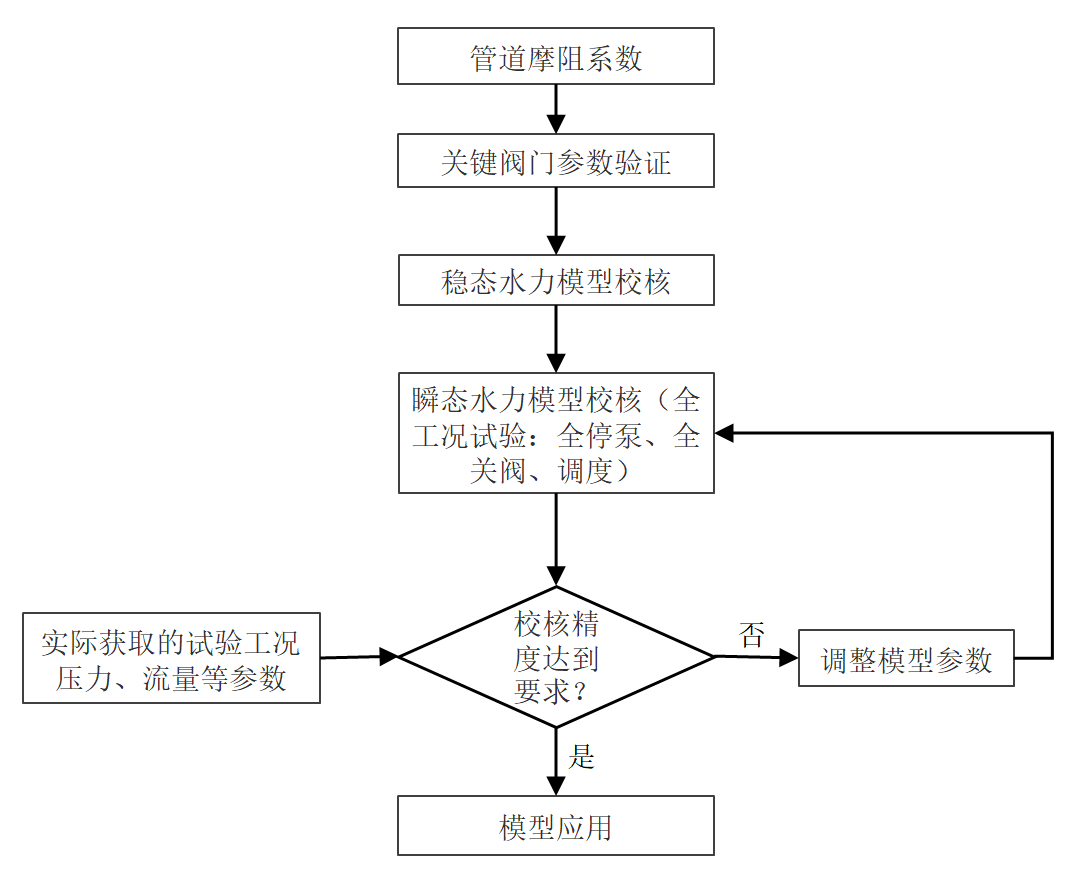 管道摩阻系数
关键阀门参数验证
稳态水力模型校核
瞬态水力模型校核（全
工况试验：全停泵、全
关阀、调度）
实际获取的试验工况
压力、流量等参数
校核精
度达到
要求？
否
调整模型参数
是
模型应用